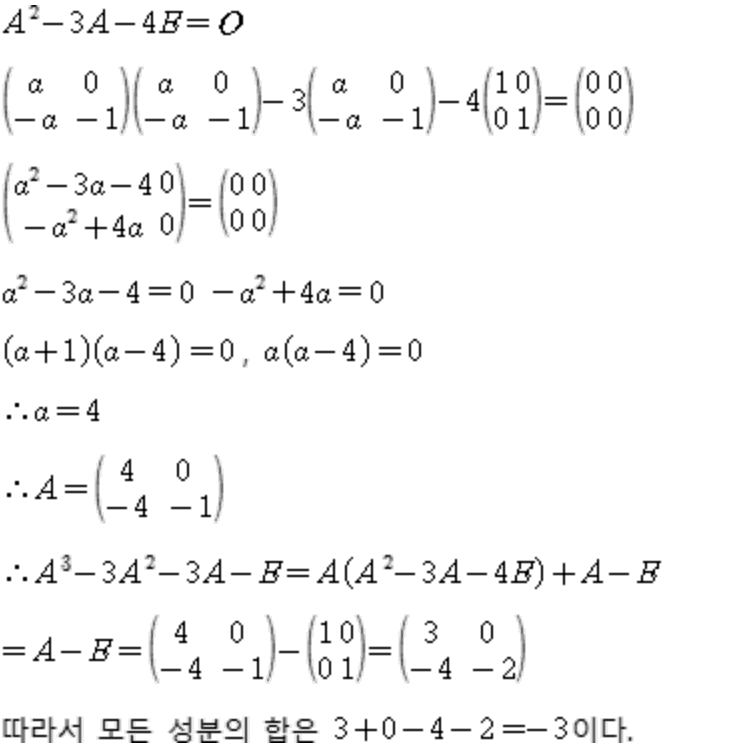 A²-3A-4E=O
(a 0; -a -1)(a 0; -a -1)-3(a 0; -a -1)-4(1 0; 0 1)=(0 0; 0 0)
(a²-3a-4 0; -a²+4a 0)=(0 0; 0 0)
a²-3a-4=0 -a²+4a=0
(a+1)(a-4)=0, a(a-4)=0
∴a=4
∴A=(4 0; -4 -1)
∴A³-3A²-3A-E=A(A²-3A-4E)+A-E
=A-E=(4 0; -4 -1)-(1 0; 0 1)=(3 0; -4 -2)
따라서 모든 성분의 합은 3+0-4-2=-3이다.